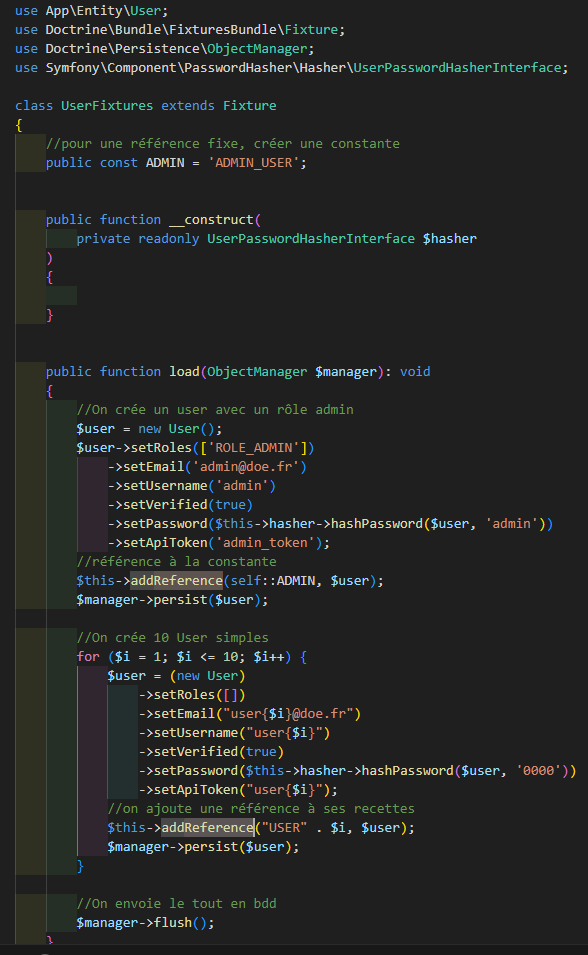 use App\Entity\User;
use Doctrine\Bundle\FixturesBundle\Fixture;
use Doctrine\Persistence\ObjectManager;
use Symfony\Component\PasswordHasher\Hasher\UserPasswordHasherInterface;
class UserFixtures extends Fixture
{
//pour une référence fixe, créer une constante
public const ADMIN = 'ADMIN_USER';
public function __construct(
private readonly UserPasswordHasherInterface $hasher
)
{
}
public function load(ObjectManager $manager): void
{
//On crée un user avec un rôle admin
$user = new User();
$user->setRoles(['ROLE_ADMIN'])
->setEmail('admin@doe.fr')
->setUsername('admin')
->setVerified(true)
->setPassword($this->hasher->hashPassword($user, 'admin'))
->setApiToken('admin_token');
//référence à la constante
$this->addReference(self::ADMIN, $user);
$manager->persist($user);
//On crée 10 User simples
for ($i = 1; $i <= 10; $i++) {
$user = (new User)
->setRoles([])
->setEmail("user{$i}@doe.fr")
->setUsername("user{$i}")
->setVerified(true)
->setPassword($this->hasher->hashPassword($user, '0000'))
->setApiToken("user{$i}");
//on ajoute une référence à ses recettes
$this->addReference("USER" . $i, $user);
$manager->persist($user);
}
//On envoie le tout en bdd
$manager->flush();
}